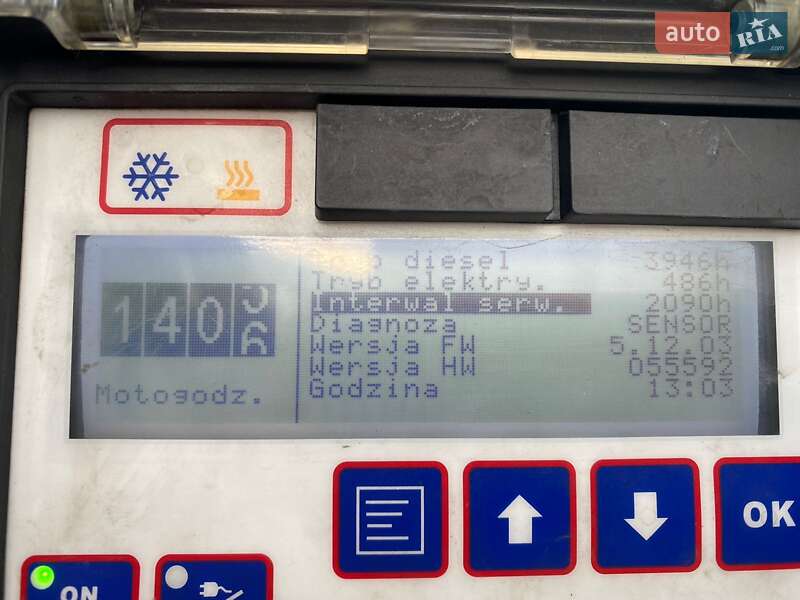 auto RIA
.com
Tryb diesel 3946h
Tryb elektry. 486h
Interwal serw. 2090h
Diagnoza SENSOR
Wersja FW 5.12.03
Wersja HW 055592
Godzina 13:03
140
Motogodz.
OK
ON